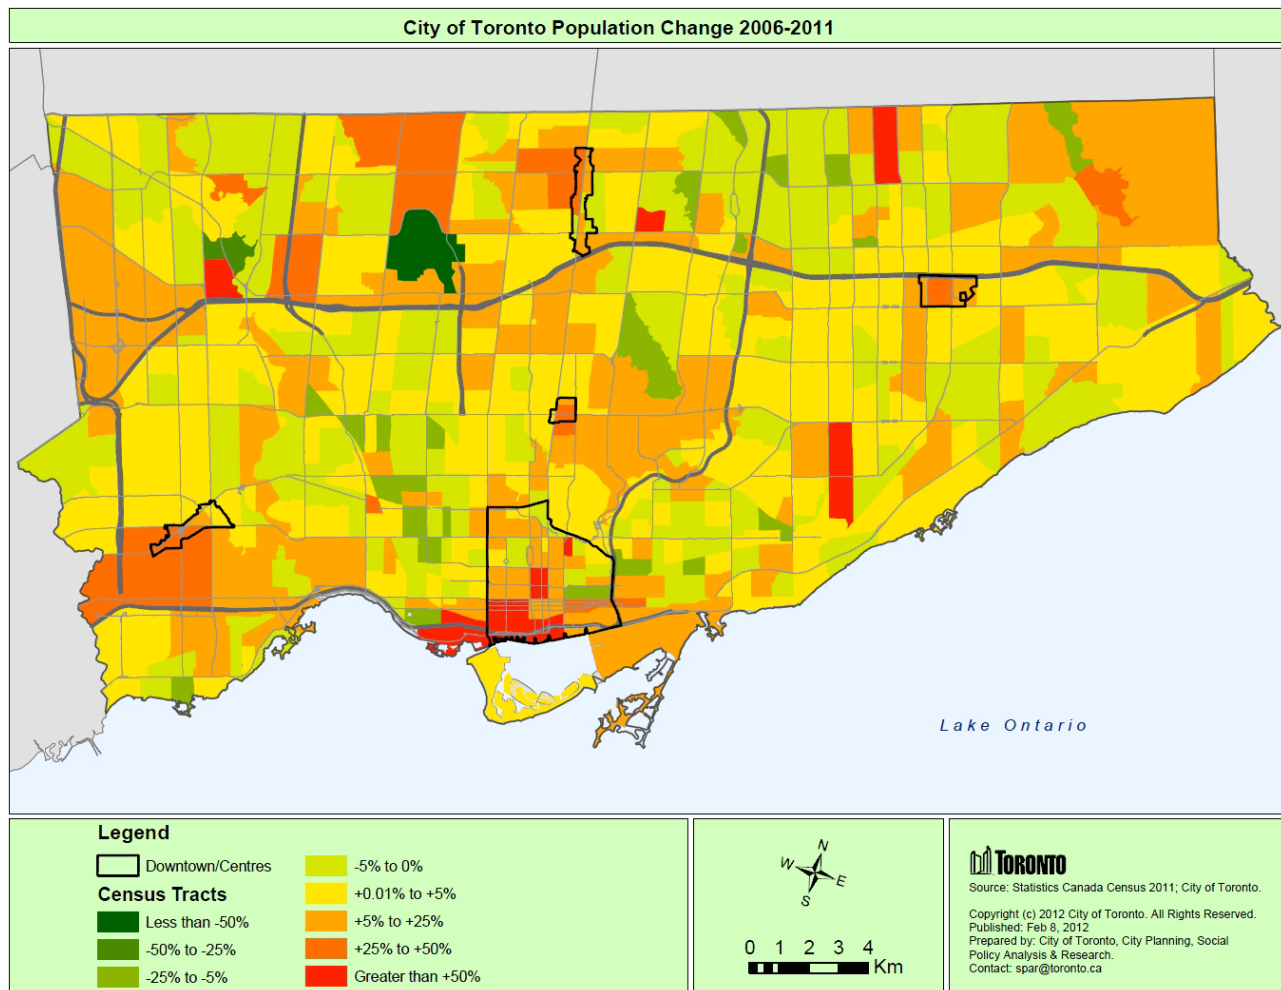 City of Toronto Population Change 2006-2011
Lake Ontario
Legend
Downtown/Centres
Census Tracts
Less than -50%
-50% to -25%
-25% to -5%
-5% to 0%
+0.01% to +5%
+5% to +25%
+25% to +50%
Greater than +50%
N
W
E
S
0 1 2 3 4
Km
TORONTO
Source: Statistics Canada Census 2011; City of Toronto.
Copyright (c) 2012 City of Toronto. All Rights Reserved.
Published: Feb 8, 2012
Prepared by: City of Toronto, City Planning, Social
Policy Analysis & Research.
Contact: spar@toronto.ca